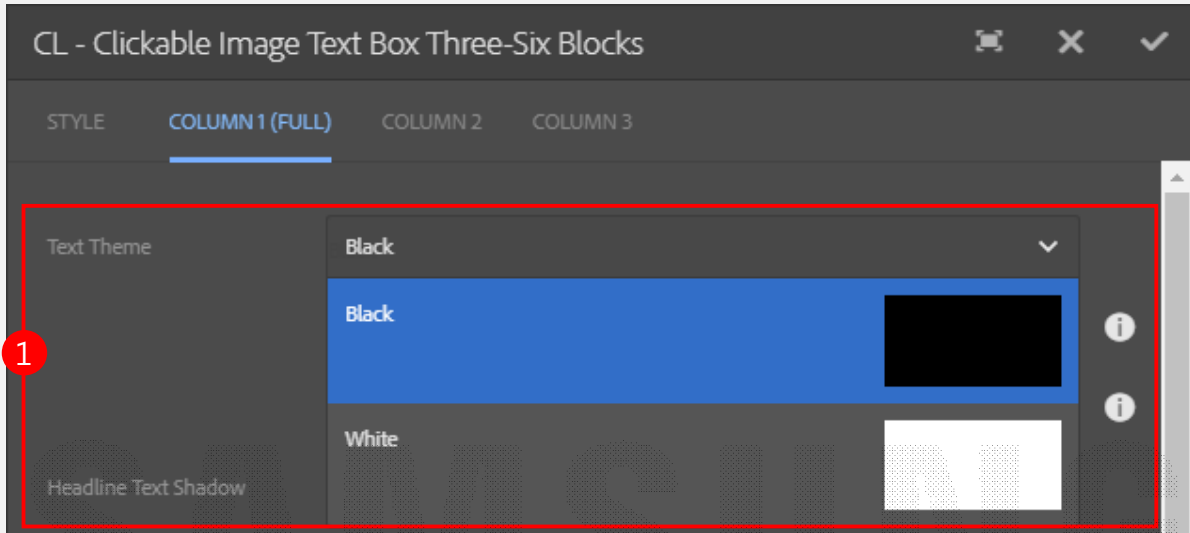 CL - Clickable Image Text Box Three-Six Blocks
STYLE COLUMN 1 (FULL) COLUMN 2 COLUMN 3
Text Theme Black
Black
1
White
Headline Text Shadow
SAMSUNG